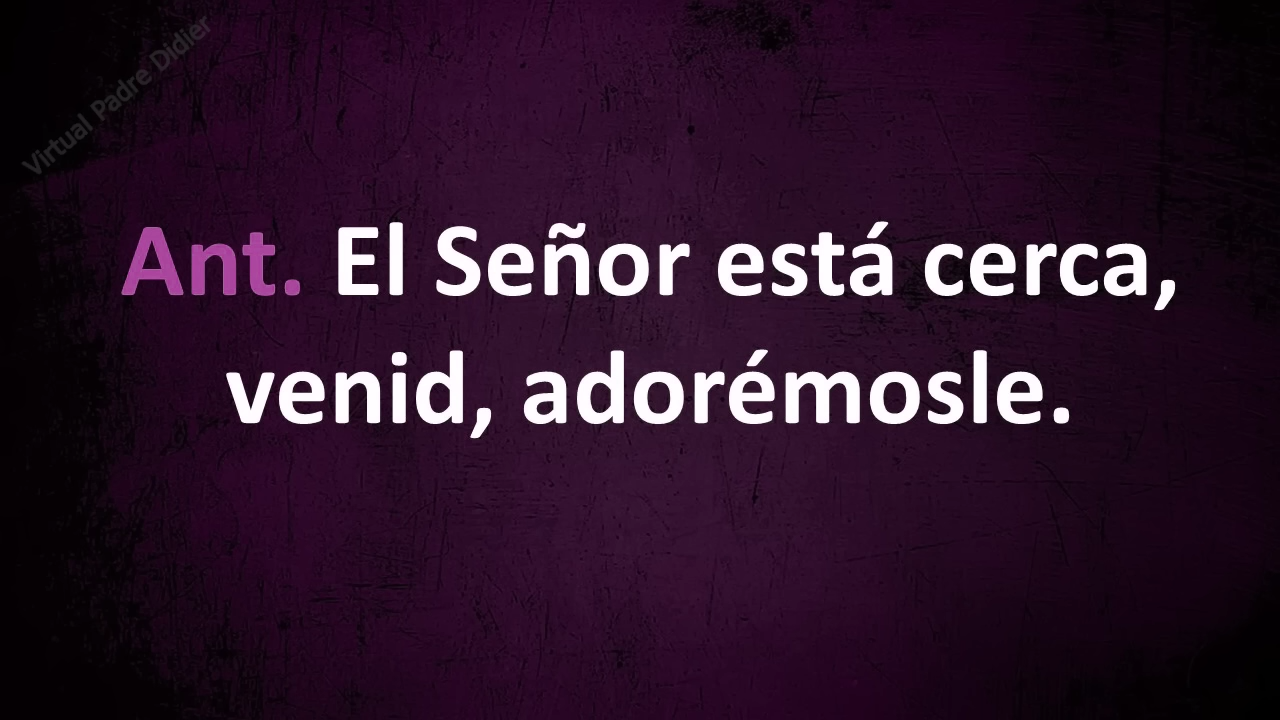 Virtual Padre Didier
Ant. El Señor está cerca,
venid, adorémosle.